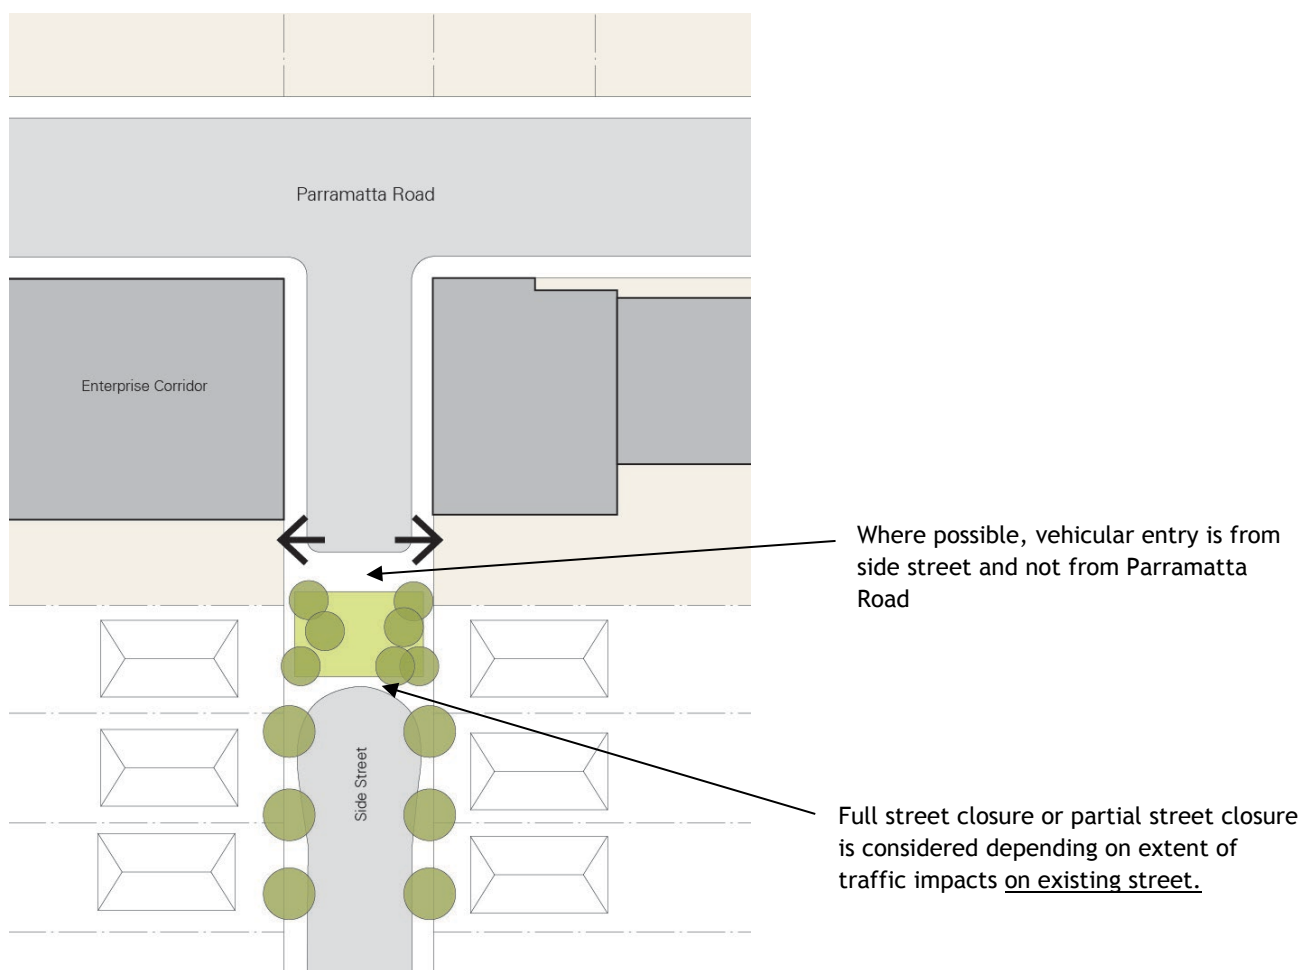 Parramatta Road
Enterprise Corridor
Where possible, vehicular entry is from
side street and not from Parramatta
Road
Side Street
Full street closure or partial street closure
is considered depending on extent of
traffic impacts on existing street.